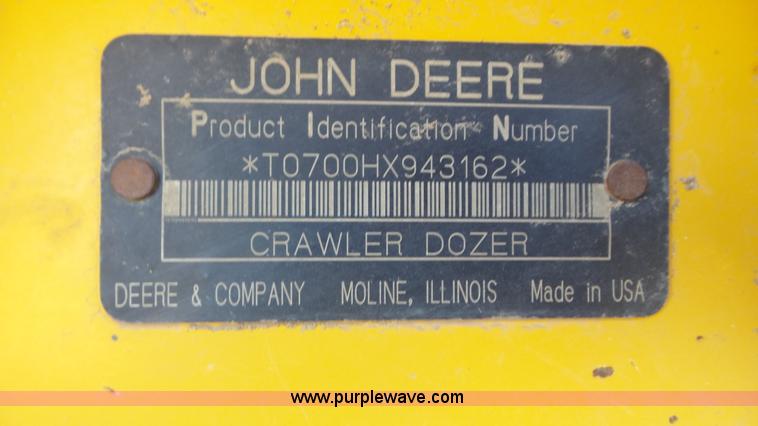 JOHN DEERE
Product Identification Number
*T0700HX943162*
CRAWLER DOZER
DEERE & COMPANY MOLINE, ILLINOIS Made in USA
www.purplewave.com